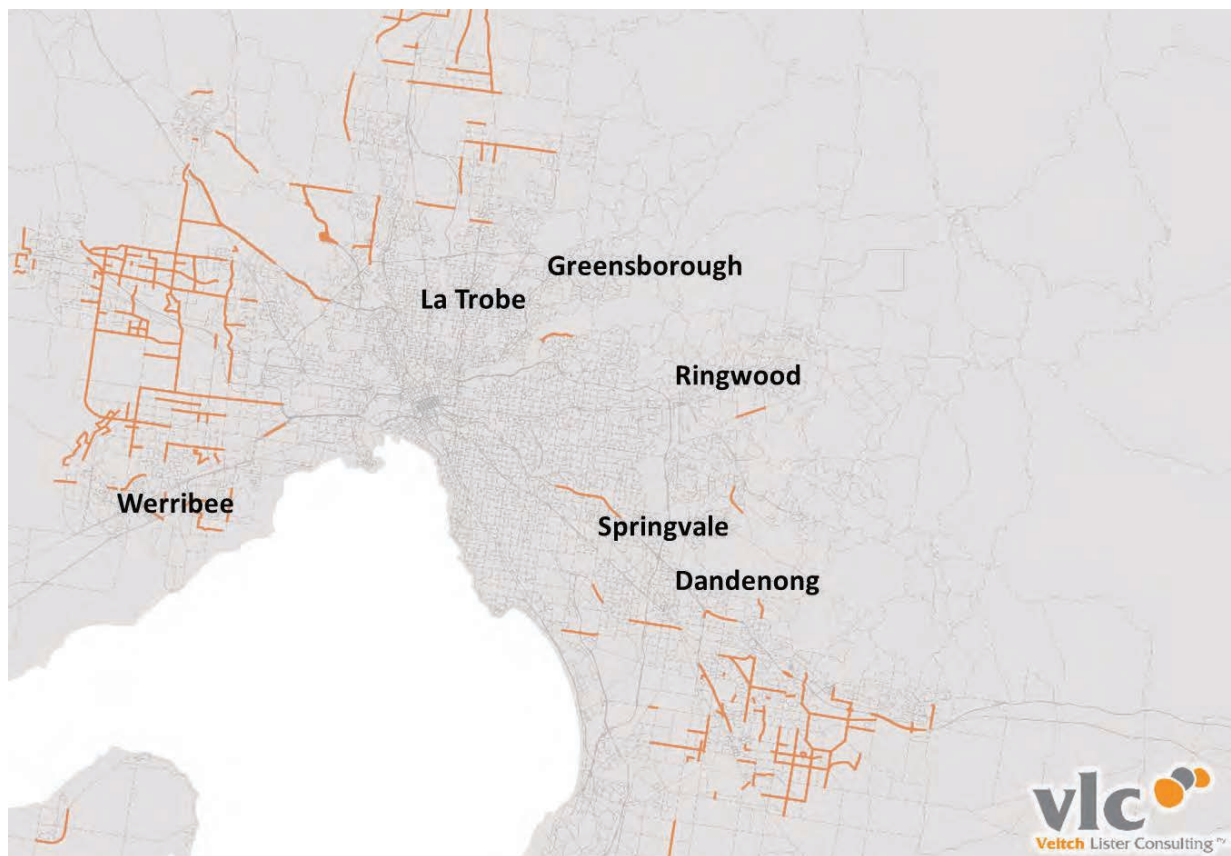 Greensborough
La Trobe
Ringwood
Werribee
Springvale
Dandenong
vlc
Veitch Lister Consulting